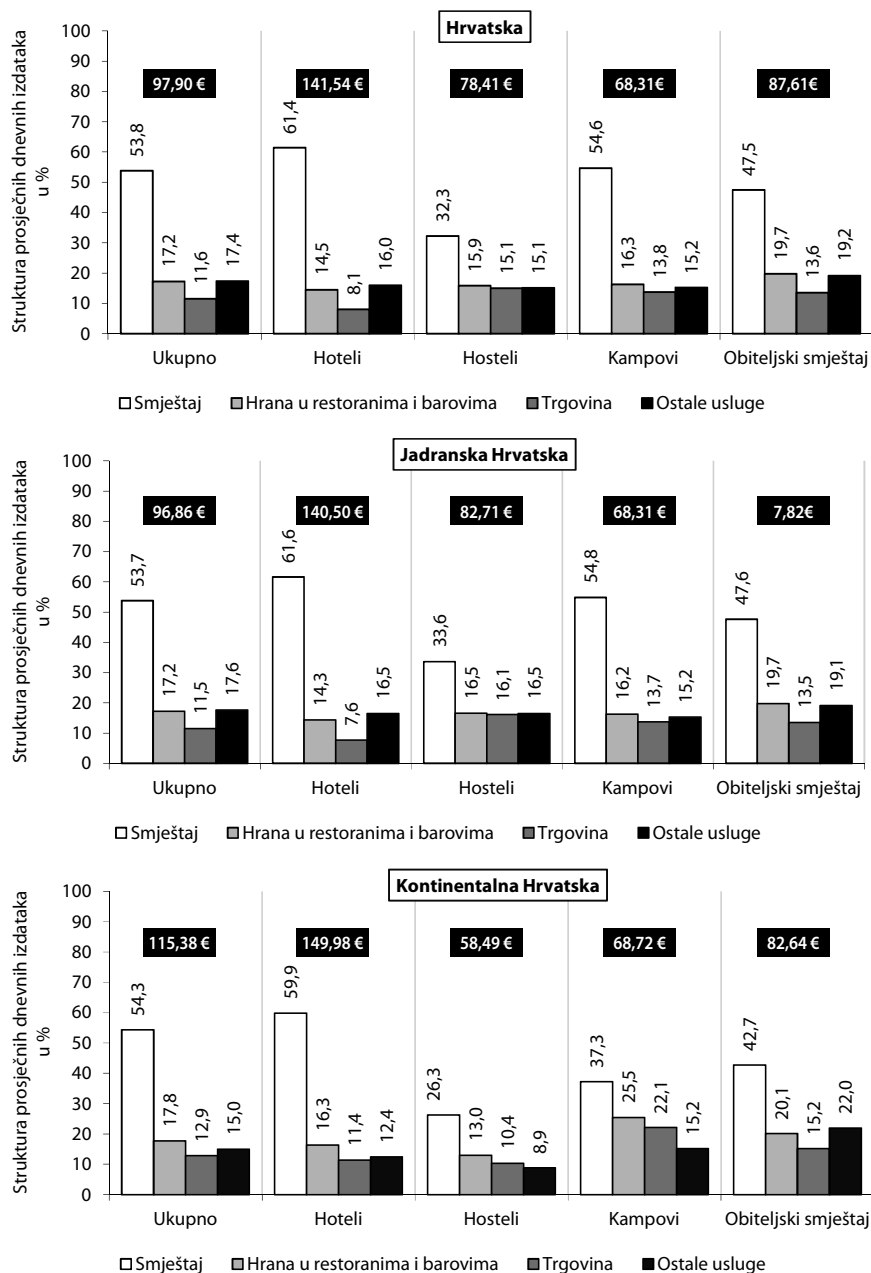 Hrvatska
Struktura prosječnih dnevnih izdataka
u %
100
90
80
70
60
50
40
30
20
10
0
97,90 € 141,54 € 78,41 € 68,31 € 87,61€
53,8 17,2 11,6 17,4
61,4 14,5 8,1 16,0
32,3 15,9 15,1 15,1
54,6 16,3 13,8 15,2
47,5 19,7 13,6 19,2
Ukupno Hoteli Hosteli Kampovi Obiteljski smještaj
Smještaj Hrana u restoranima i barovima Trgovina Ostale usluge
Jadranska Hrvatska
Struktura prosječnih dnevnih izdataka
u %
100
90
80
70
60
50
40
30
20
10
0
96,86 € 140,50 € 82,71 € 68,31 € 7,82€
53,7 17,2 11,5 17,6
61,6 14,3 7,6 16,5
33,6 16,5 16,1 16,5
54,8 16,2 13,7 15,2
47,6 19,7 13,5 19,1
Ukupno Hoteli Hosteli Kampovi Obiteljski smještaj
Smještaj Hrana u restoranima i barovima Trgovina Ostale usluge
Kontinentalna Hrvatska
Struktura prosječnih dnevnih izdataka
u %
100
90
80
70
60
50
40
30
20
10
0
115,38 € 149,98 € 58,49 € 68,72 € 82,64 €
54,3 17,8 12,9 15,0
59,9 16,3 11,4 12,4
26,3 13,0 10,4 8,9
37,3 25,5 22,1 15,2
42,7 20,1 15,2 22,0
Ukupno Hoteli Hosteli Kampovi Obiteljski smještaj
Smještaj Hrana u restoranima i barovima Trgovina Ostale usluge